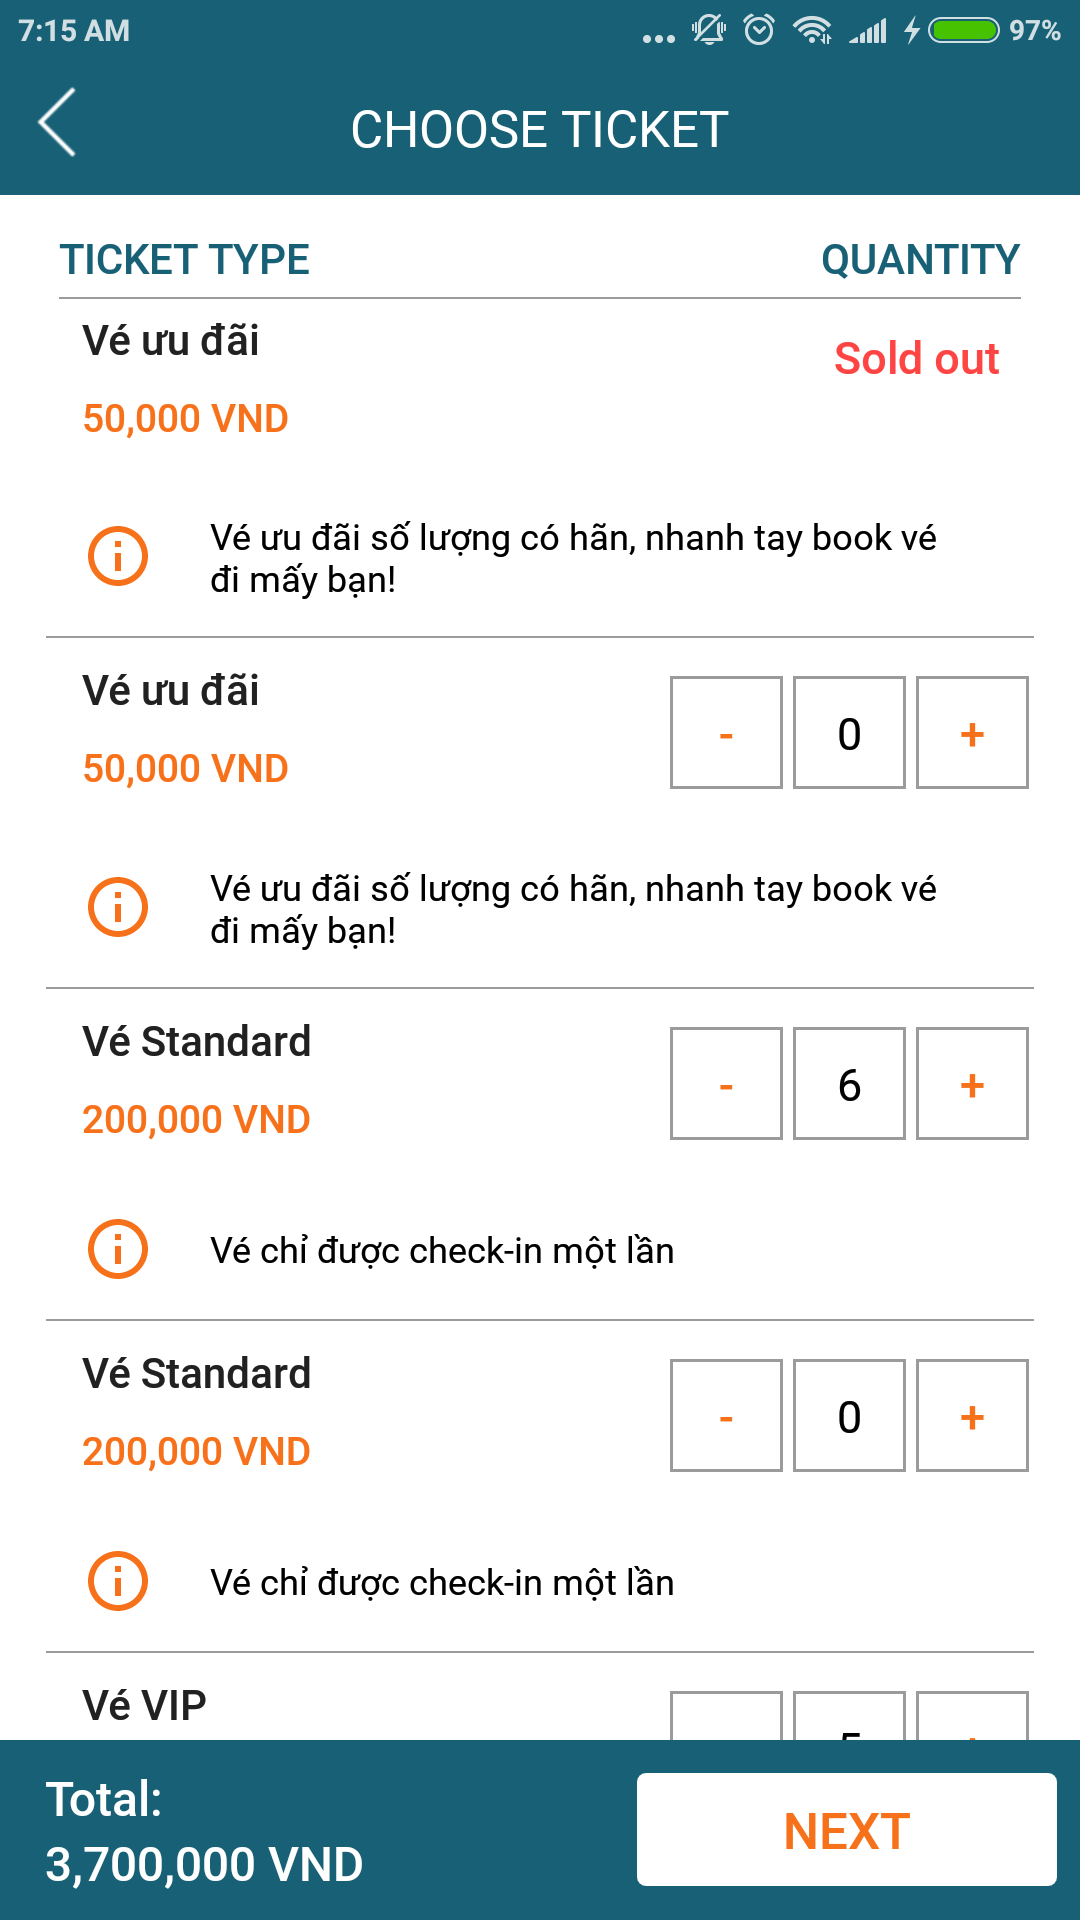 7:15 AM
97%
CHOOSE TICKET
TICKET TYPE QUANTITY
Vé ưu đãi
Sold out
50,000 VND
Vé ưu đãi số lượng có hãn, nhanh tay book vé
đi mấy bạn!
Vé ưu đãi
- 0 +
50,000 VND
Vé ưu đãi số lượng có hãn, nhanh tay book vé
đi mấy bạn!
Vé Standard
- 6 +
200,000 VND
Vé chỉ được check-in một lần
Vé Standard
- 0 +
200,000 VND
Vé chỉ được check-in một lần
Vé VIP
Total:
3,700,000 VND
NEXT